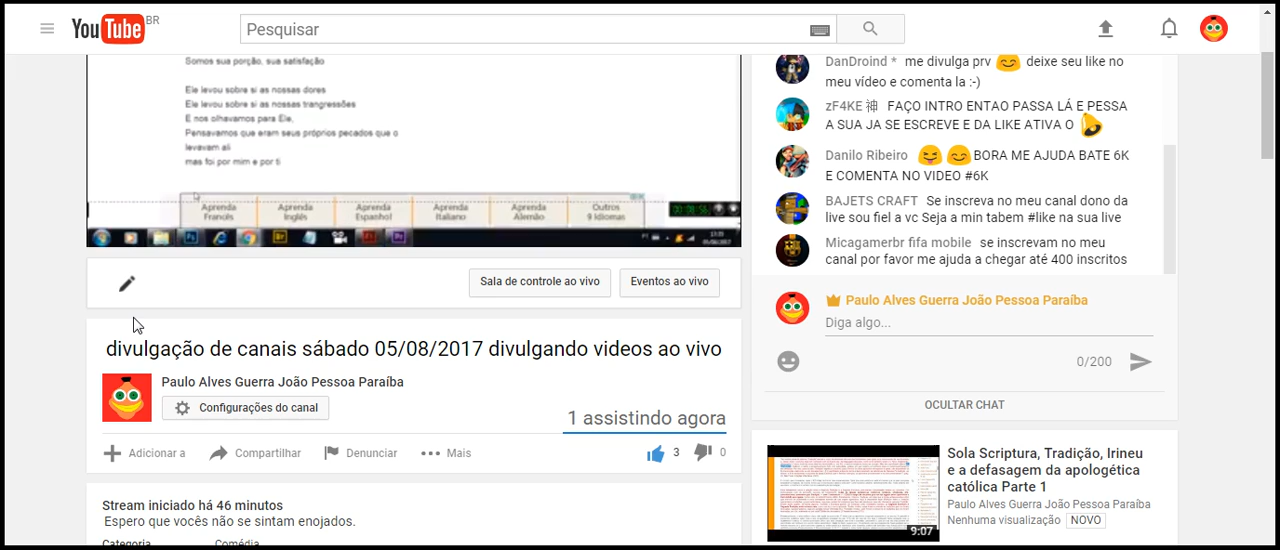 YouTube BR
Pesquisar
Somos sua porção, sua satisfação
Ele levou sobre si as nossas dores
Ele levou sobre si as nossas trangressões
E nos olhavamos para Ele,
Pensavamos que eram seus próprios pecados que o
levavam ali
mas foi por mim e por ti
Aprenda Francês
Aprenda Inglês
Aprenda Espanhol
Aprenda Italiano
Aprenda Alemão
Outros 9 Idiomas
Sala de controle ao vivo
Eventos ao vivo
divulgação de canais sábado 05/08/2017 divulgando videos ao vivo
Paulo Alves Guerra João Pessoa Paraíba
Configurações do canal
1 assistindo agora
Adicionar a
Compartilhar
Denunciar
Mais
3
0
Stream iniciado há 46 minutos
Espero que vocês não se sintam enojados.
Categoria
Comédia
DanDroind * me divulga prv 😊 deixe seu like no
meu vídeo e comenta la :-)
zF4KE 神 FAÇO INTRO ENTAO PASSA LÁ E PESSA
A SUA JA SE ESCREVE E DA LIKE ATIVA O 🔔
Danilo Ribeiro 😝 😊 BORA ME AJUDA BATE 6K
E COMENTA NO VIDEO #6K
BAJETS CRAFT Se inscreva no meu canal dono da
live sou fiel a vc Seja a min tabem #like na sua live
Micagamerbr fifa mobile se inscrevam no meu
canal por favor me ajuda a chegar até 400 inscritos
Paulo Alves Guerra João Pessoa Paraíba
Diga algo...
0/200
OCULTAR CHAT
9:07
Sola Scriptura, Tradição, Irineu
e a defasagem da apologética
católica Parte 1
Paulo Alves Guerra João Pessoa Paraíba
Nenhuma visualização NOVO